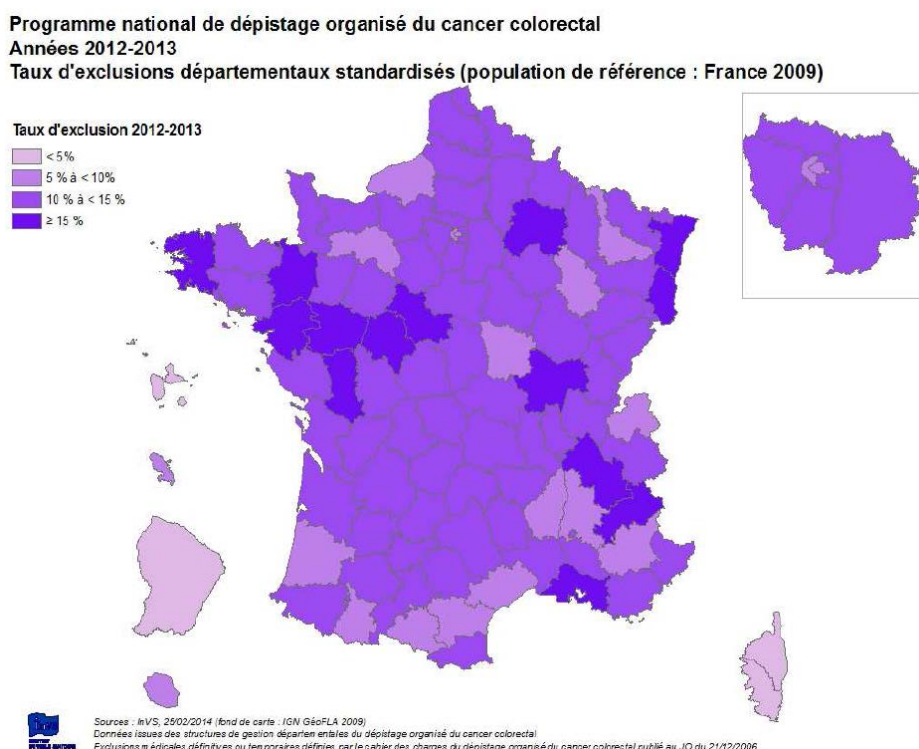 Programme national de dépistage organisé du cancer colorectal
Années 2012-2013
Taux d'exclusions départementaux standardisés (population de référence : France 2009)
Taux d'exclusion 2012-2013
< 5%
5 % à < 10%
10 % à < 15 %
≥ 15 %
Sources : InVS, 25/02/2014 (fond de carte : IGN GéoFLA 2009)
Données issues des structures de gestion départementales du dépistage organisé du cancer colorectal
Exclusions médicales définitives ou temporaires définies par le cahier des charges du dépistage organisé du cancer colorectal publié au JO du 21/12/2006